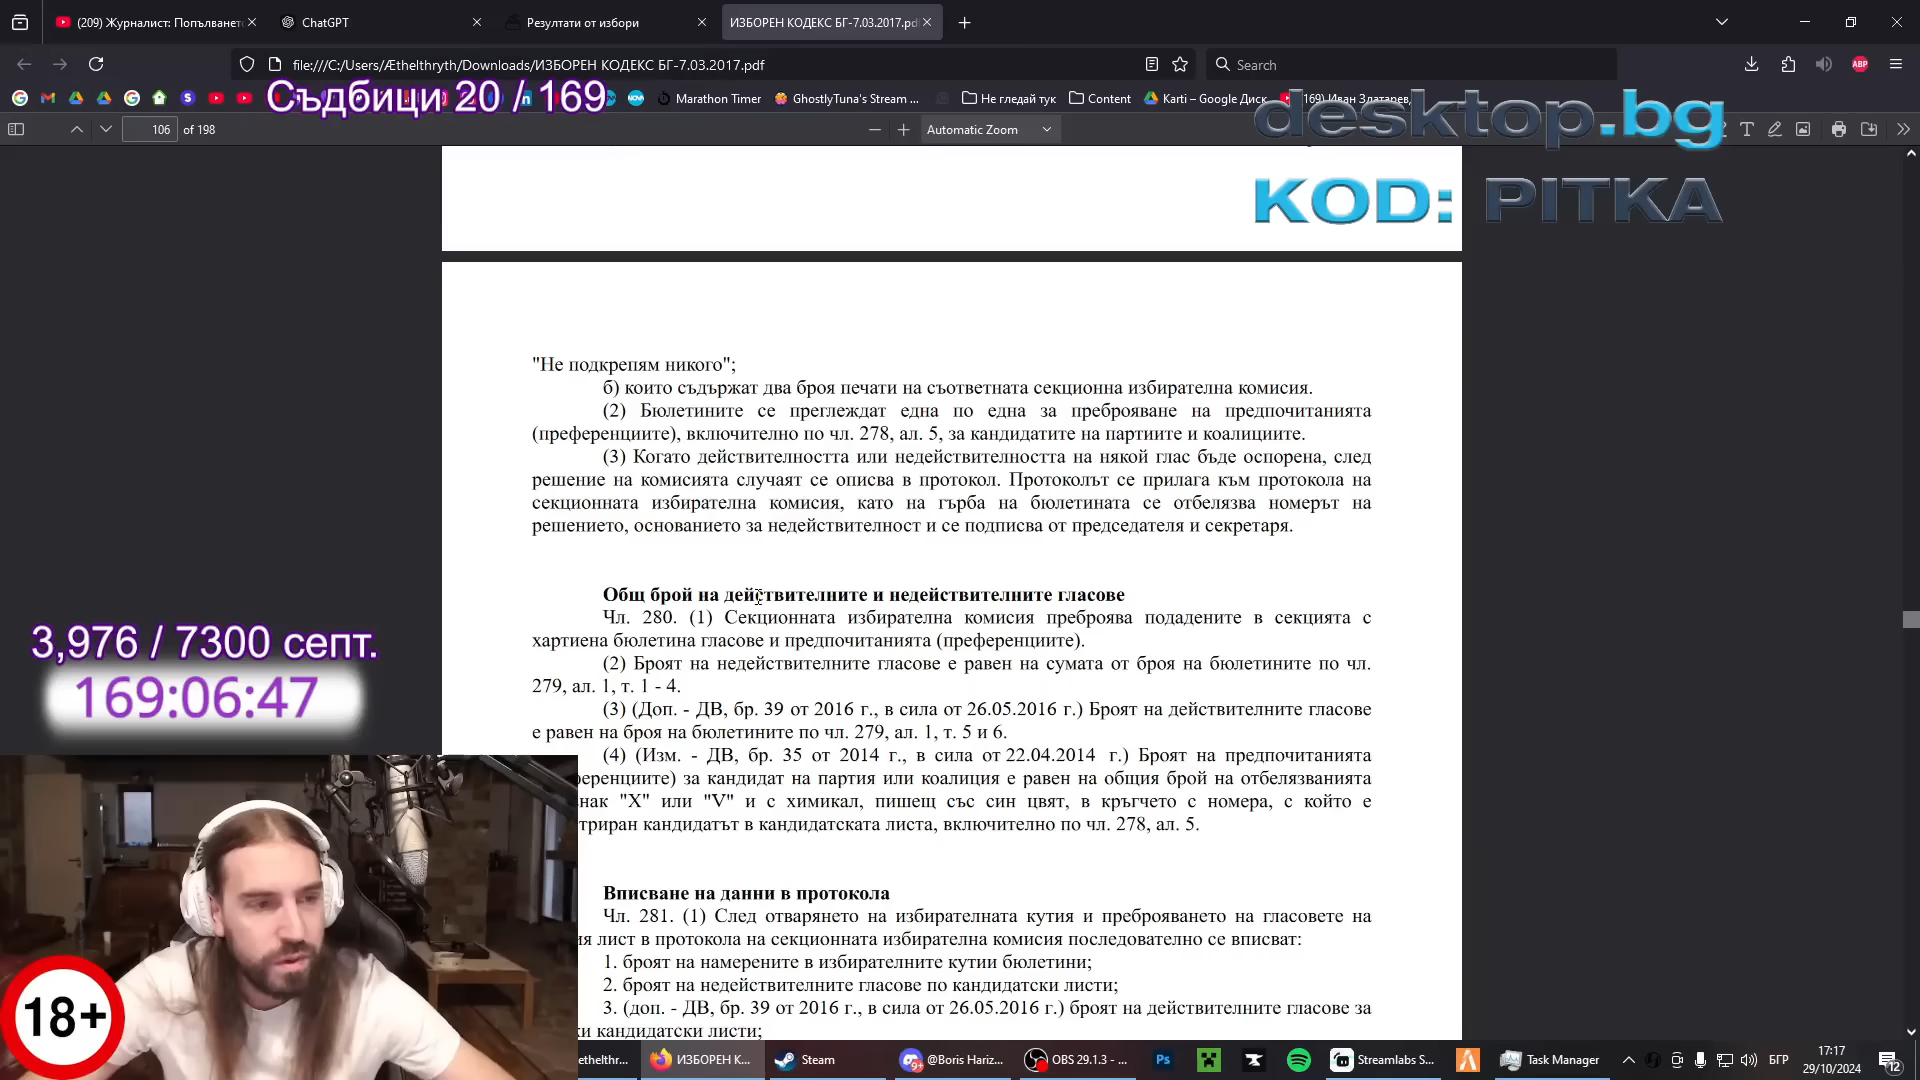 (209) Журналист: Попълванет
ChatGPT
Резултати от избори
ИЗБОРЕН КОДЕКС БГ-7.03.2017.pd
file:///C:/Users/Æthelthryth/Downloads/ИЗБОРЕН КОДЕКС БГ-7.03.2017.pdf
Search
ABP
Съдбици 20 / 169
Marathon Timer
GhostlyTuna's Stream ...
Не гледай тук
Content
Karti – Google Диск
169) Иван Златарев,
desktop.bg
106
of 198
Automatic Zoom
KOD: PITKA
"Не подкрепям никого";
б) които съдържат два броя печати на съответната секционна избирателна комисия.
(2) Бюлетините се преглеждат една по една за преброяване на предпочитанията
(преференциите), включително по чл. 278, ал. 5, за кандидатите на партиите и коалициите.
(3) Когато действителността или недействителността на някой глас бъде оспорена, след
решение на комисията случаят се описва в протокол. Протоколът се прилага към протокола на
секционната избирателна комисия, като на гърба на бюлетината се отбелязва номерът на
решението, основанието за недействителност и се подписва от председателя и секретаря.
Общ брой на действителните и недействителните гласове
Чл. 280. (1) Секционната избирателна комисия преброява подадените в секцията с
хартиена бюлетина гласове и предпочитанията (преференциите).
(2) Броят на недействителните гласове е равен на сумата от броя на бюлетините по чл.
279, ал. 1, т. 1 - 4.
(3) (Доп. - ДВ, бр. 39 от 2016 г., в сила от 26.05.2016 г.) Броят на действителните гласове
е равен на броя на бюлетините по чл. 279, ал. 1, т. 5 и 6.
(4) (Изм. - ДВ, бр. 35 от 2014 г., в сила от 22.04.2014 г.) Броят на предпочитанията
еренциите) за кандидат на партия или коалиция е равен на общия брой на отбелязванията
нак "Х" или "V" и с химикал, пишещ със син цвят, в кръгчето с номера, с който е
триран кандидатът в кандидатската листа, включително по чл. 278, ал. 5.
Вписване на данни в протокола
Чл. 281. (1) След отварянето на избирателната кутия и преброяването на гласовете на
ия лист в протокола на секционната избирателна комисия последователно се вписват:
1. броят на намерените в избирателните кутии бюлетини;
2. броят на недействителните гласове по кандидатски листи;
3. (доп. - ДВ, бр. 39 от 2016 г., в сила от 26.05.2016 г.) броят на действителните гласове за
ки кандидатски листи;
3,976 / 7300 септ.
169:06:47
18+
ethelthr...
ИЗБОРЕН К...
Steam
@Boris Hariz...
OBS 29.1.3 - ...
Ps
Streamlabs S...
Task Manager
БГР
17:17
29/10/2024
12